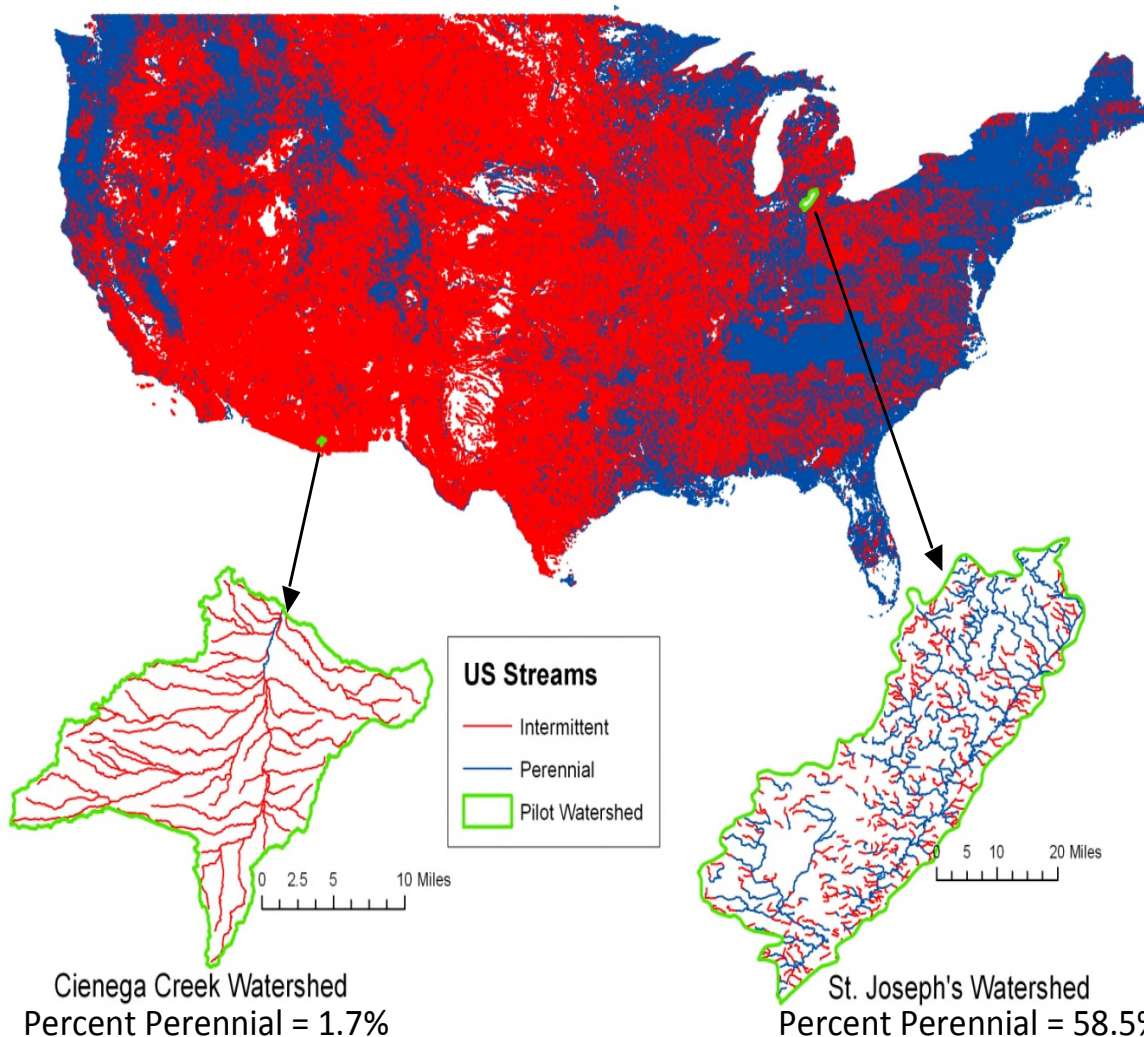 US Streams
Intermittent
Perennial
Pilot Watershed
0 2.5 5 10 Miles
0 5 10 20 Miles
Cienega Creek Watershed
Percent Perennial = 1.7%
St. Joseph's Watershed
Percent Perennial = 58.5%